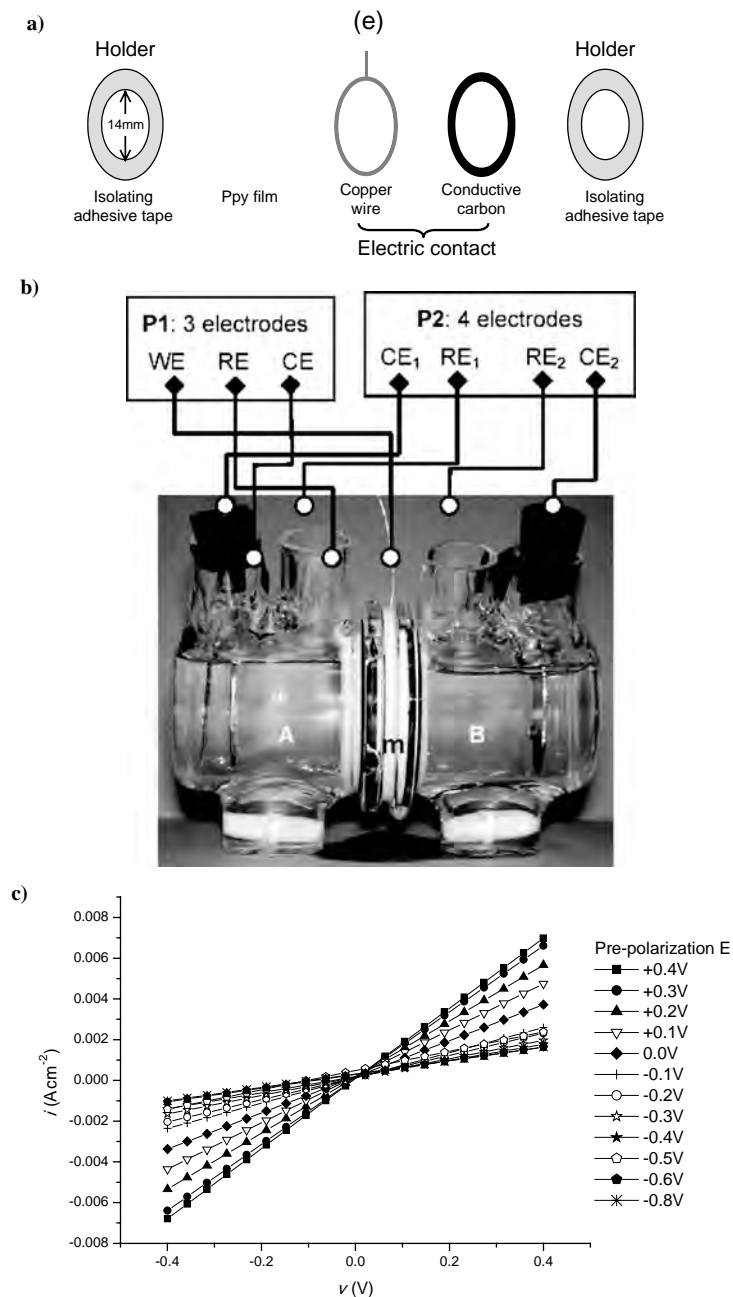 a)
(e)
Holder
Holder
14mm
Isolating adhesive tape
Ppy film
Copper wire
Conductive carbon
Isolating adhesive tape
Electric contact
b)
P1: 3 electrodes
WE RE CE
P2: 4 electrodes
CE1 RE1 RE2 CE2
A
m
B
c)
0.008
0.006
0.004
0.002
0.000
-0.002
-0.004
-0.006
-0.008
i (A cm-2)
-0.4 -0.2 0.0 0.2 0.4
v (V)
Pre-polarization E
+0.4V
+0.3V
+0.2V
+0.1V
0.0V
-0.1V
-0.2V
-0.3V
-0.4V
-0.5V
-0.6V
-0.8V